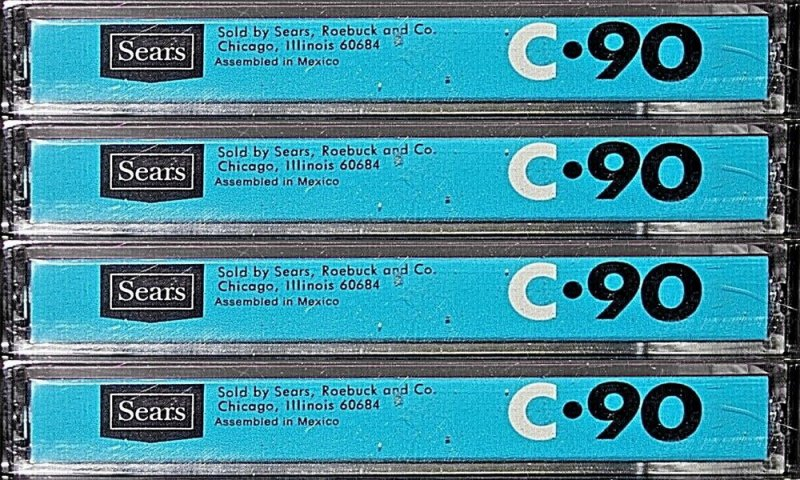 Sears
Sold by Sears, Roebuck and Co.
Chicago, Illinois 60684
Assembled in Mexico
C•90
Sears
Sold by Sears, Roebuck and Co.
Chicago, Illinois 60684
Assembled in Mexico
C•90
Sears
Sold by Sears, Roebuck and Co.
Chicago, Illinois 60684
Assembled in Mexico
C•90
Sears
Sold by Sears, Roebuck and Co.
Chicago, Illinois 60684
Assembled in Mexico
C•90